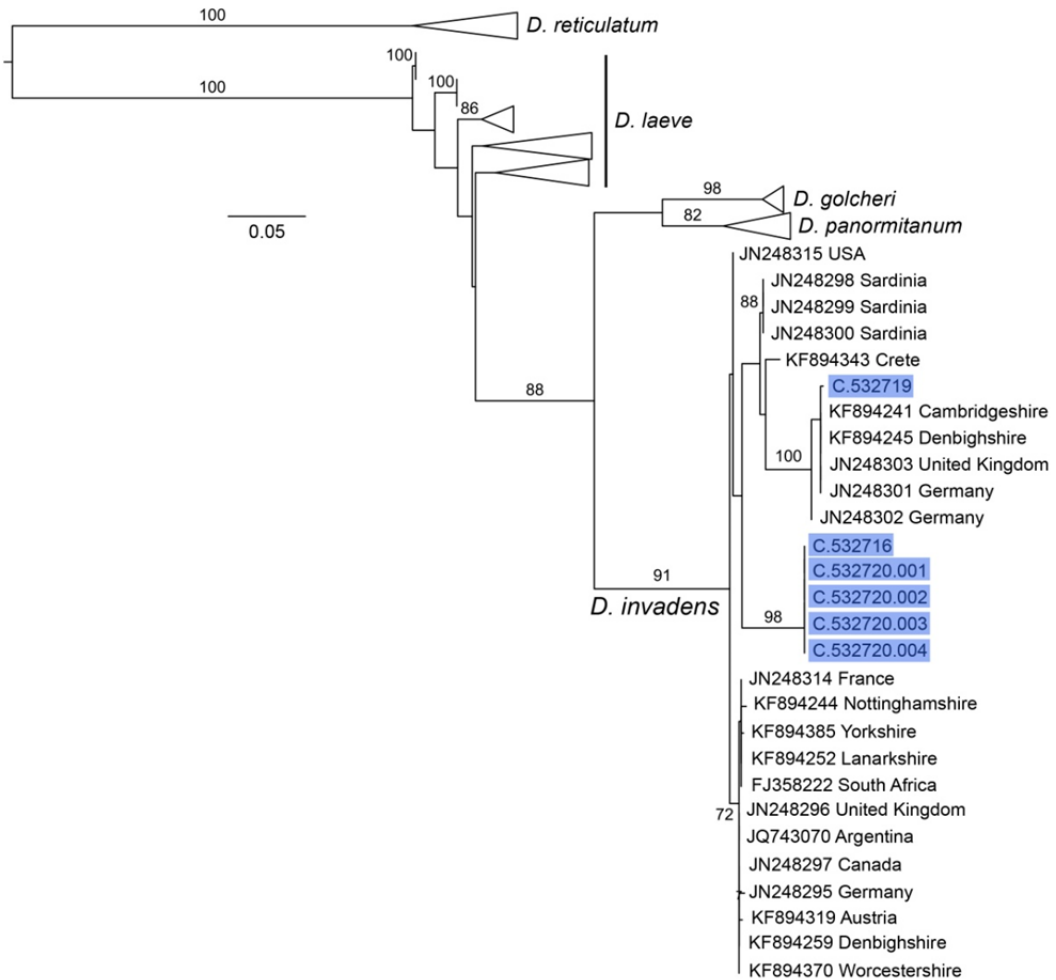 100
D. reticulatum
100
100
100
86
D. laeve
0.05
98
D. golcheri
82
D. panormitanum
JN248315 USA
JN248298 Sardinia
88
JN248299 Sardinia
JN248300 Sardinia
KF894343 Crete
C.532719
88
KF894241 Cambridgeshire
KF894245 Denbighshire
100
JN248303 United Kingdom
JN248301 Germany
JN248302 Germany
C.532716
C.532720.001
91
C.532720.002
D. invadens
98
C.532720.003
C.532720.004
JN248314 France
KF894244 Nottinghamshire
KF894385 Yorkshire
KF894252 Lanarkshire
FJ358222 South Africa
72
JN248296 United Kingdom
JQ743070 Argentina
JN248297 Canada
JN248295 Germany
KF894319 Austria
KF894259 Denbighshire
KF894370 Worcestershire